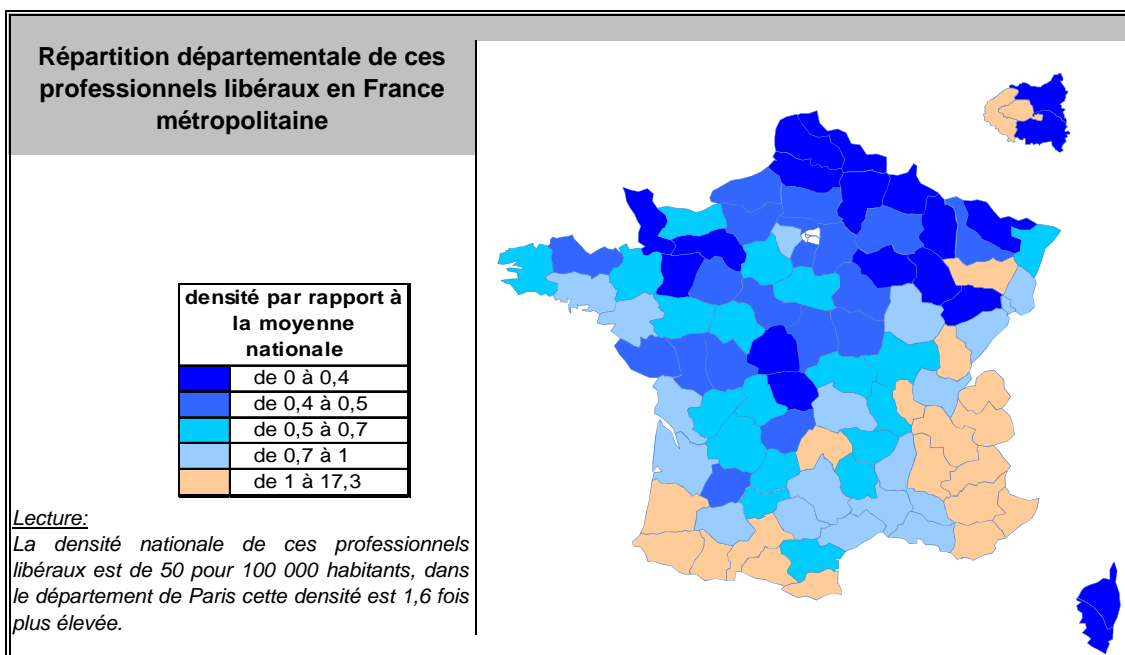 Répartition départementale de ces
professionnels libéraux en France
métropolitaine
densité par rapport à
la moyenne
nationale
de 0 à 0,4
de 0,4 à 0,5
de 0,5 à 0,7
de 0,7 à 1
de 1 à 17,3
Lecture:
La densité nationale de ces professionnels
libéraux est de 50 pour 100 000 habitants, dans
le département de Paris cette densité est 1,6 fois
plus élevée.